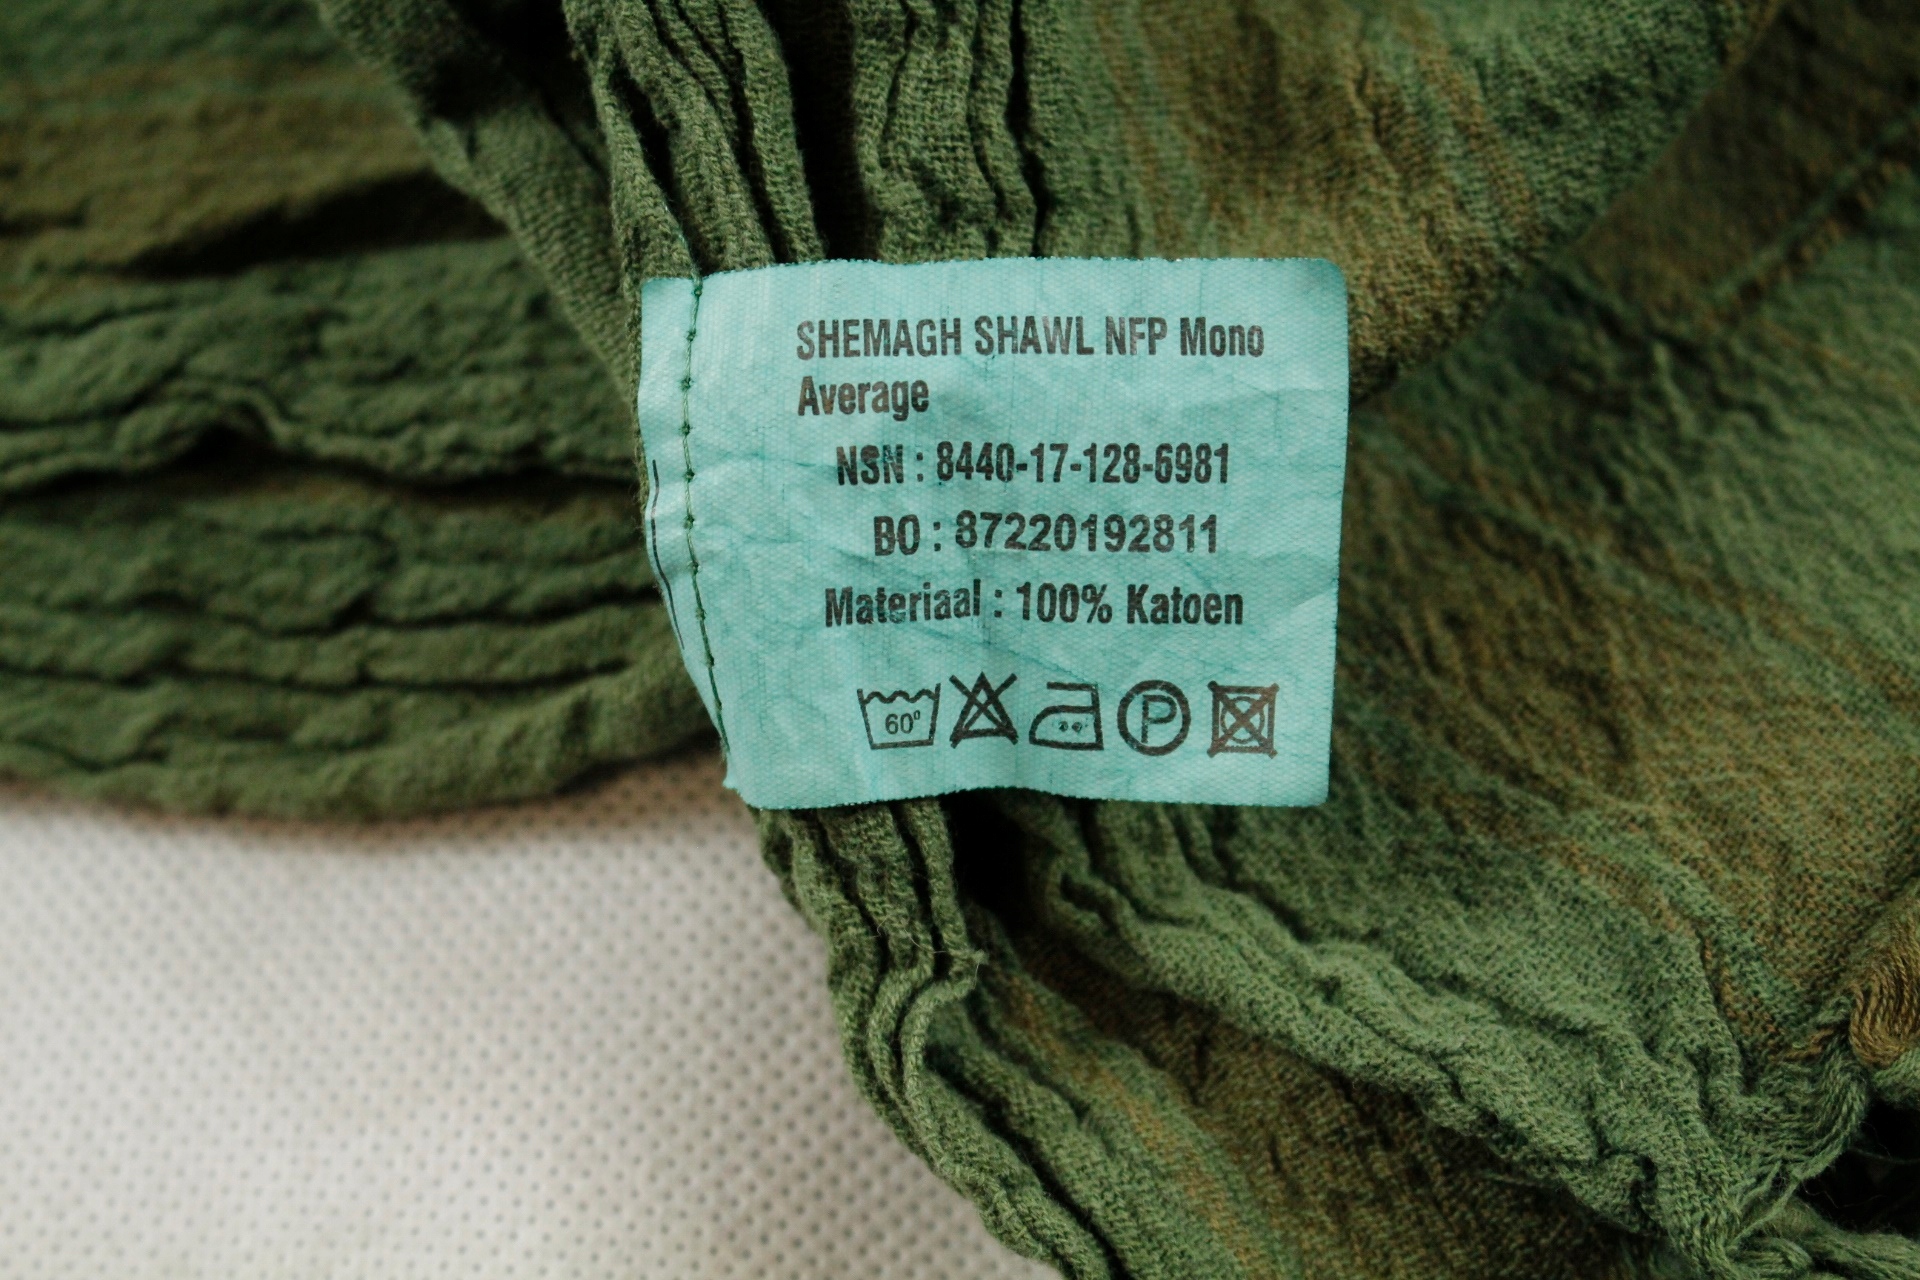 SHEMAGH SHAWL NFP Mono
Average
NSN : 8440-17-128-6981
BO : 87220192811
Materiaal : 100% Katoen
60° P